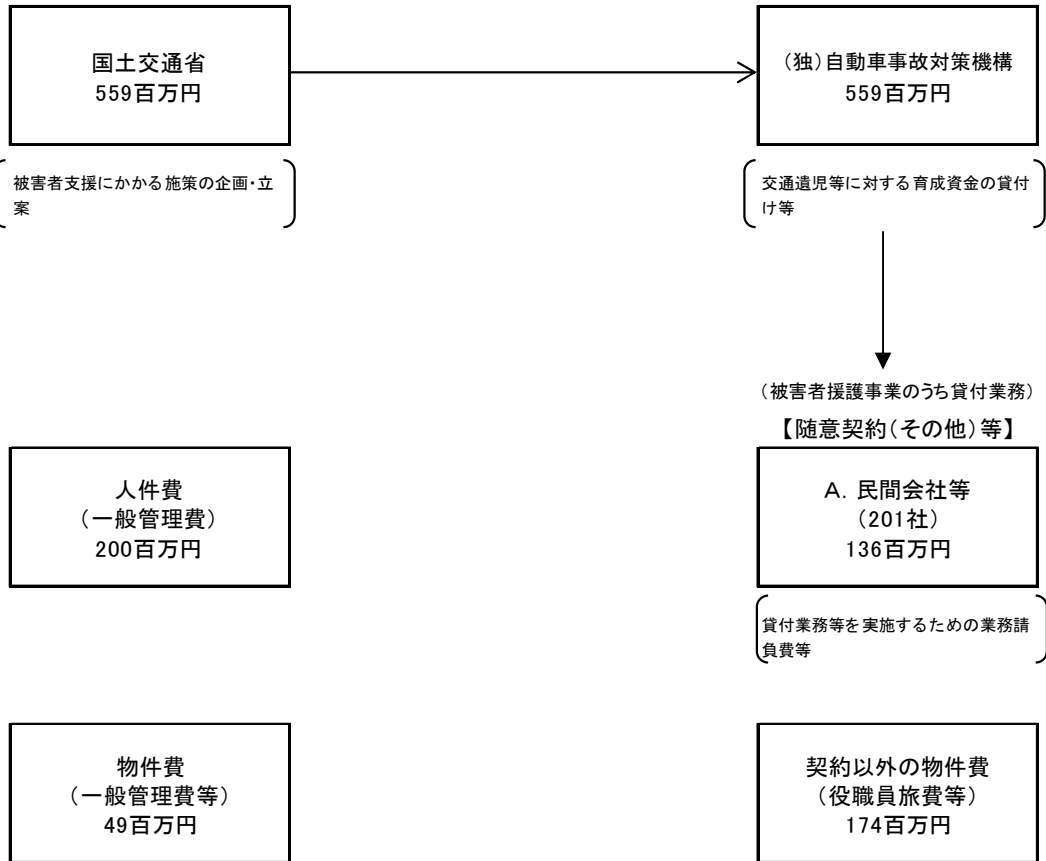 国土交通省
559百万円
(独)自動車事故対策機構
559百万円
被害者支援にかかる施策の企画・立
案
交通遺児等に対する育成資金の貸付
け等
(被害者援護事業のうち貸付業務)
【随意契約(その他)等】
人件費
(一般管理費)
200百万円
A. 民間会社等
(201社)
136百万円
貸付業務等を実施するための業務請
負費等
物件費
(一般管理費等)
49百万円
契約以外の物件費
(役職員旅費等)
174百万円